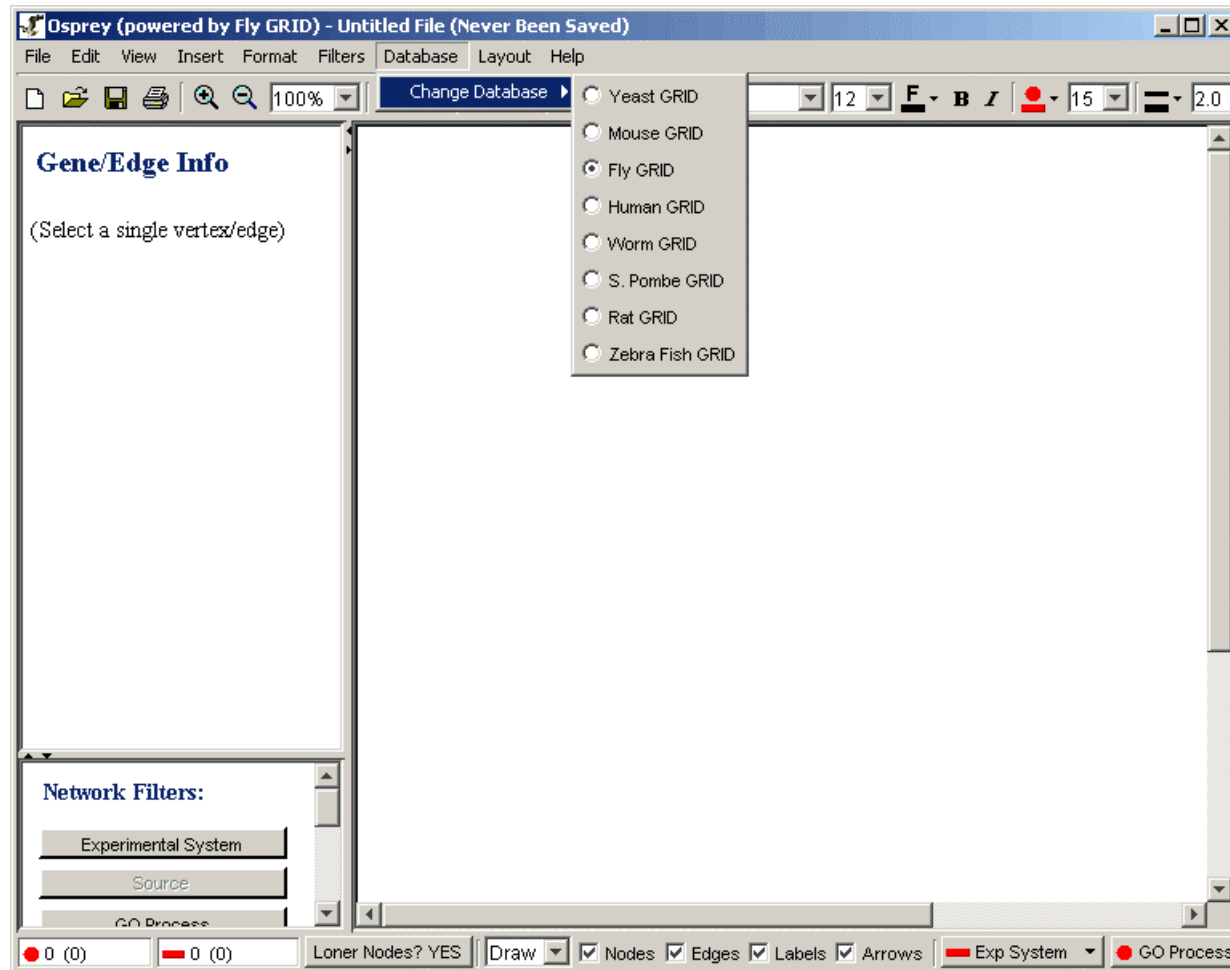 Osprey (powered by Fly GRID) - Untitled File (Never Been Saved)
File Edit View Insert Format Filters Database Layout Help
100% Change Database 12 F B I 15 2.0
Yeast GRID
Mouse GRID
Fly GRID
Human GRID
Worm GRID
S. Pombe GRID
Rat GRID
Zebra Fish GRID
Gene/Edge Info
(Select a single vertex/edge)
Network Filters:
Experimental System
Source
GO Process
0 (0) 0 (0) Loner Nodes? YES Draw Nodes Edges Labels Arrows Exp System GO Process